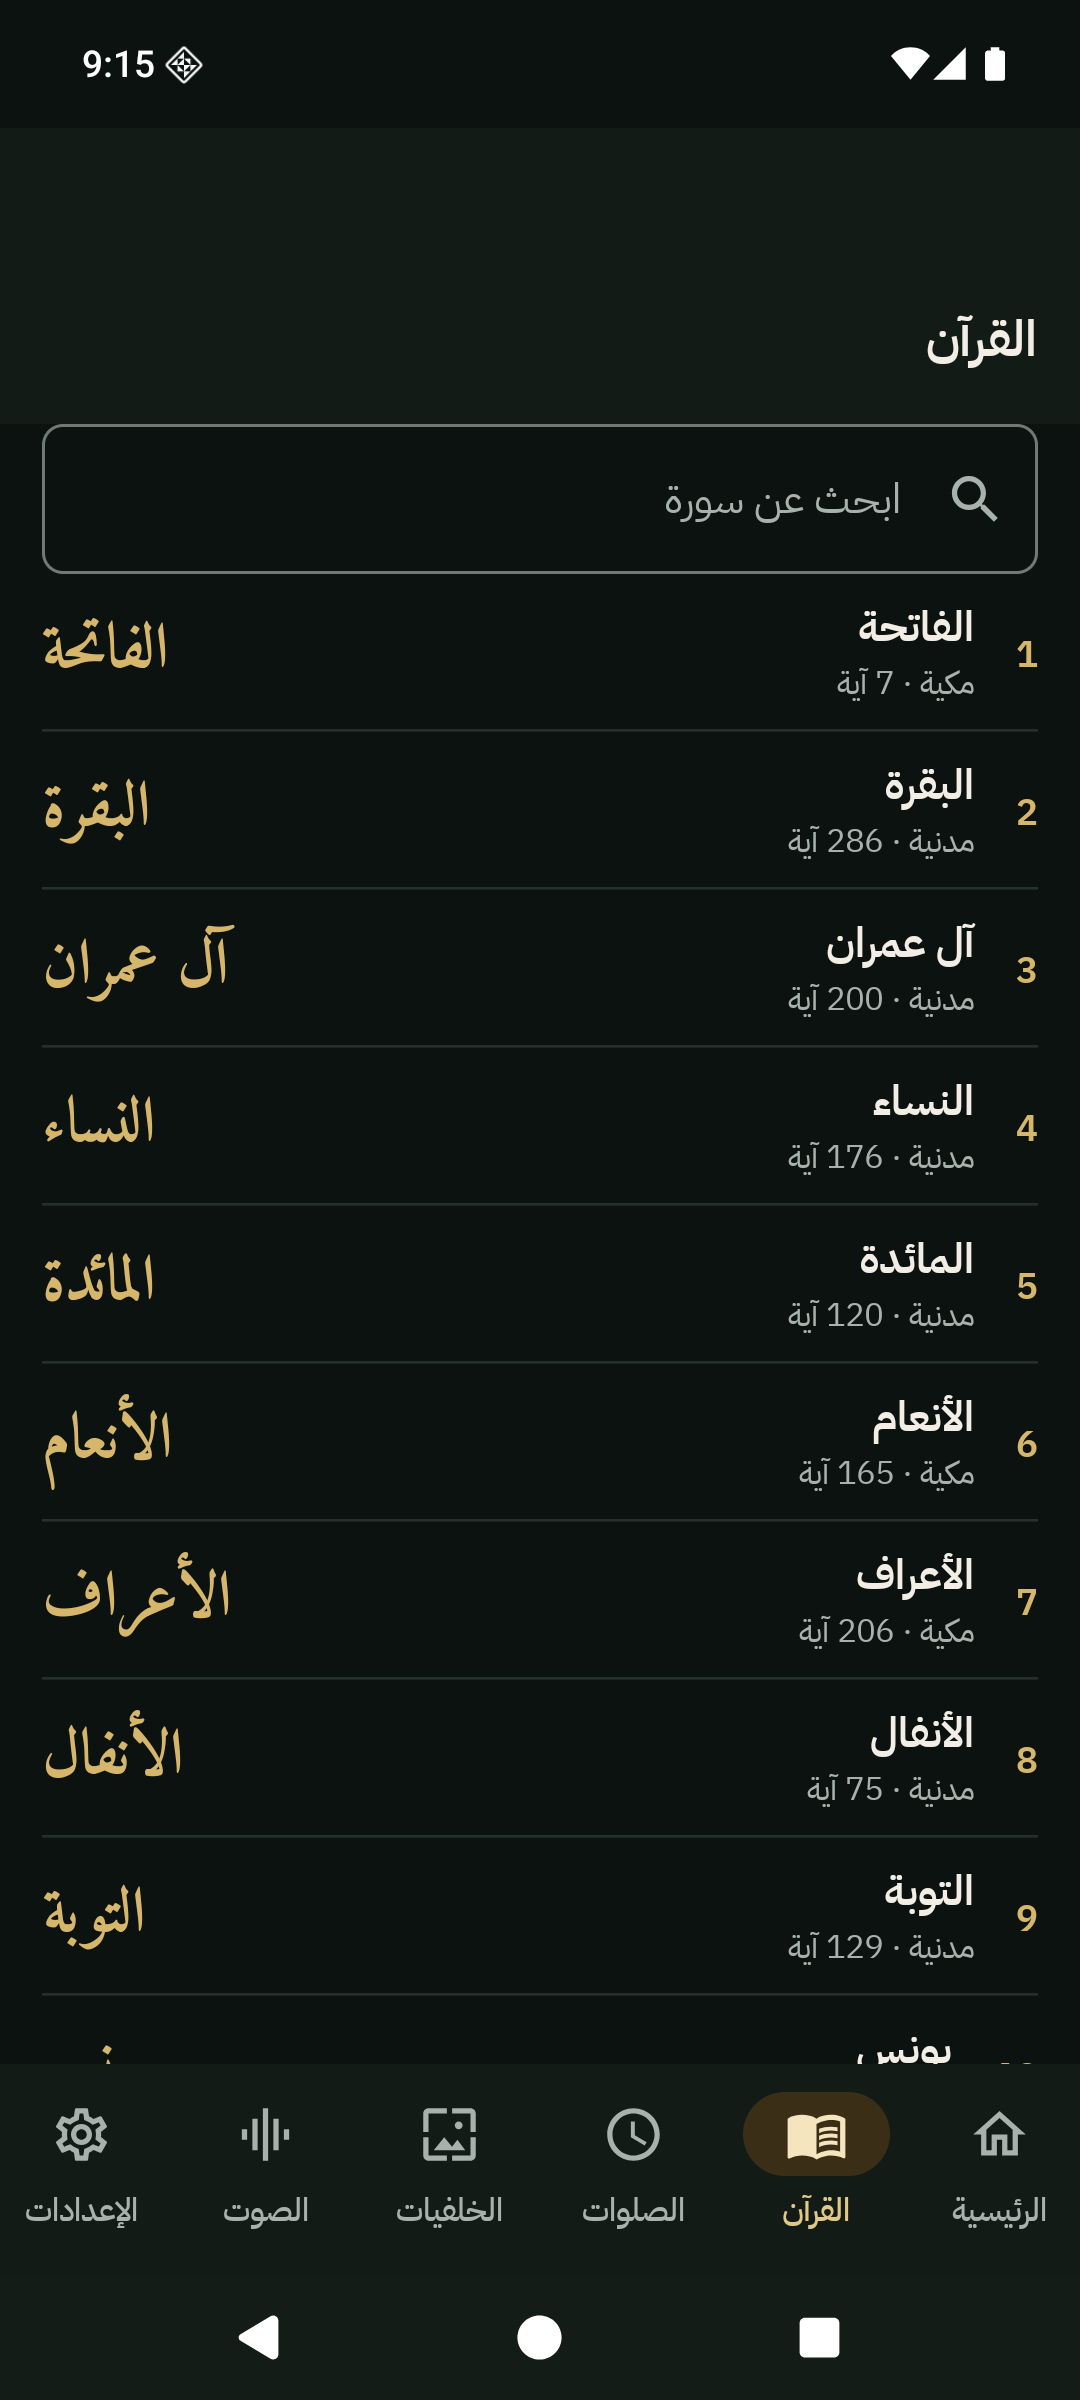 9:15
القرآن
ابحث عن سورة
1 الفاتحة الفاتحة
مكية · 7 آية
2 البقرة البقرة
مدنية · 286 آية
3 آل عمران آل عمران
مدنية · 200 آية
4 النساء النساء
مدنية · 176 آية
5 المائدة المائدة
مدنية · 120 آية
6 الأنعام الأنعام
مكية · 165 آية
7 الأعراف الأعراف
مكية · 206 آية
8 الأنفال الأنفال
مدنية · 75 آية
9 التوبة التوبة
مدنية · 129 آية
يونس
الرئيسية القرآن الصلوات الخلفيات الصوت الإعدادات